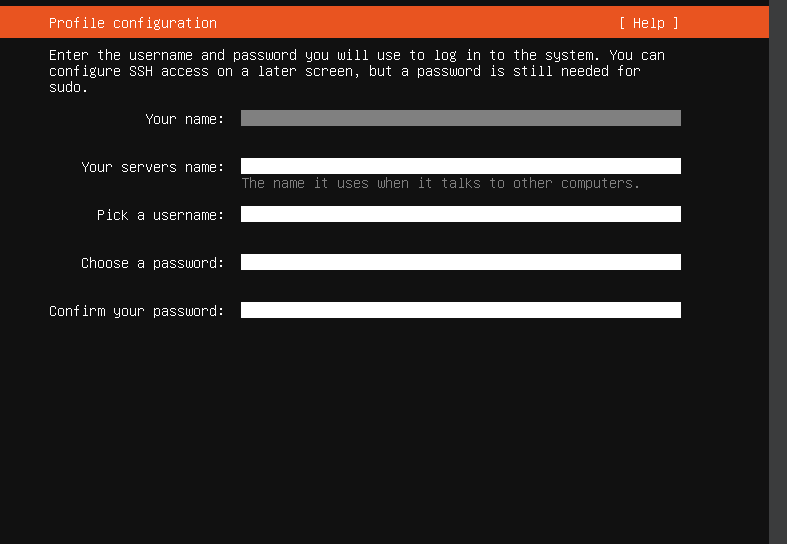 Profile configuration [ Help ]
Enter the username and password you will use to log in to the system. You can
configure SSH access on a later screen, but a password is still needed for
sudo.
Your name:
Your servers name:
The name it uses when it talks to other computers.
Pick a username:
Choose a password:
Confirm your password: